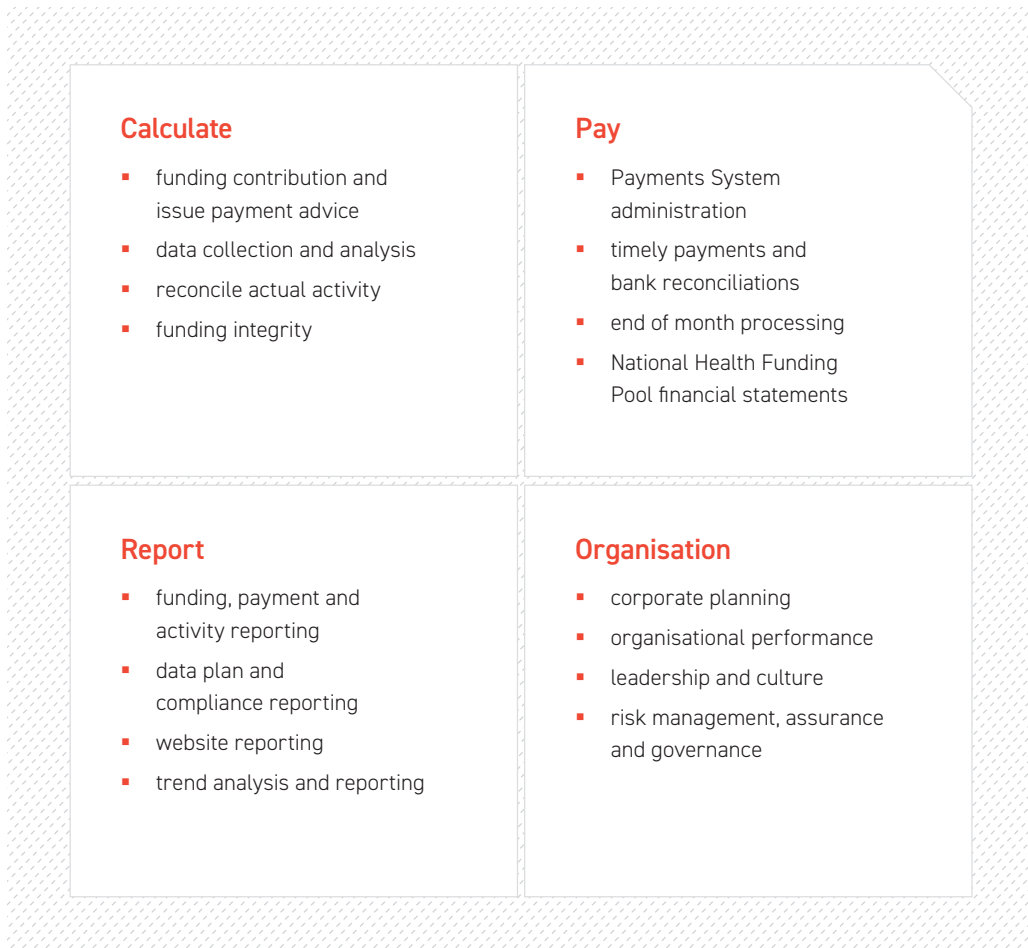 Calculate
▪ funding contribution and
issue payment advice
▪ data collection and analysis
▪ reconcile actual activity
▪ funding integrity
Pay
▪ Payments System
administration
▪ timely payments and
bank reconciliations
▪ end of month processing
▪ National Health Funding
Pool financial statements
Report
▪ funding, payment and
activity reporting
▪ data plan and
compliance reporting
▪ website reporting
▪ trend analysis and reporting
Organisation
▪ corporate planning
▪ organisational performance
▪ leadership and culture
▪ risk management, assurance
and governance